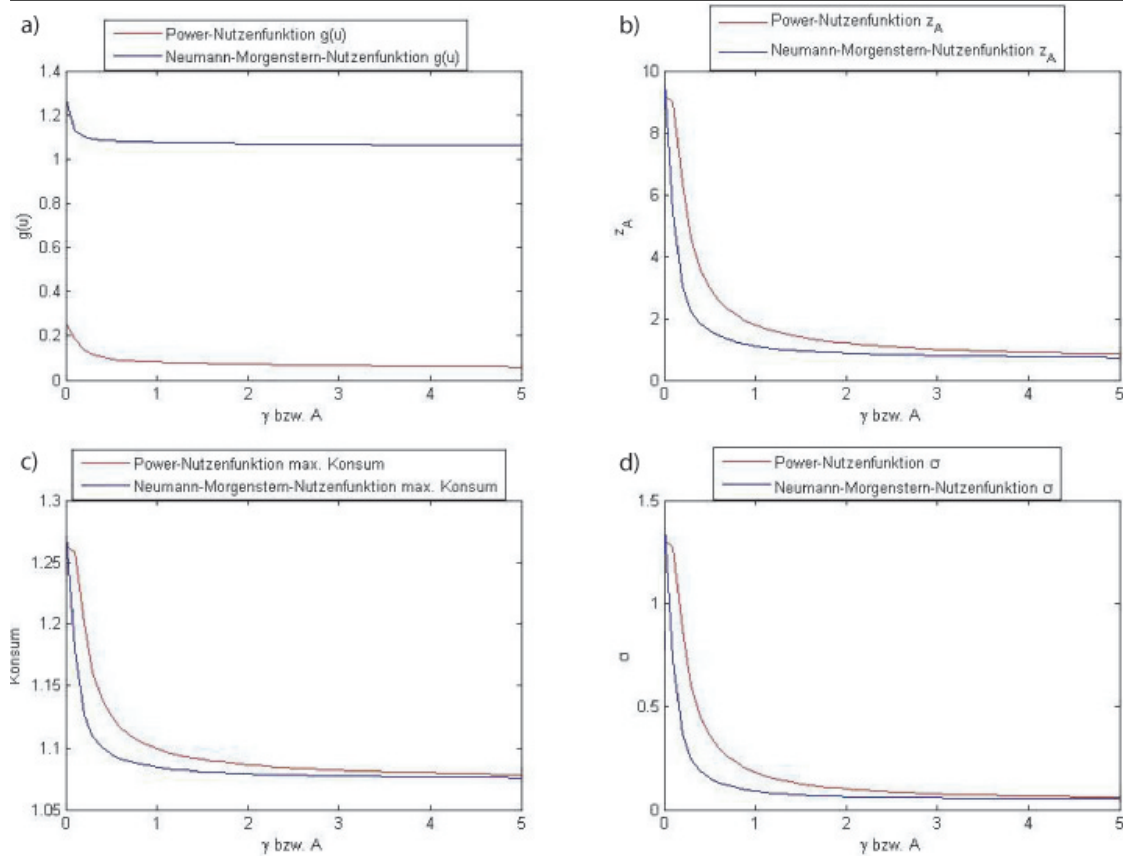 a)
Power-Nutzenfunktion g(u)
Neumann-Morgenstern-Nutzenfunktion g(u)
1.4
1.2
1
0.8
0.6
0.4
0.2
0
g(u)
0 1 2 3 4 5
γ bzw. A
b)
Power-Nutzenfunktion z_A
Neumann-Morgenstern-Nutzenfunktion z_A
10
8
6
4
2
0
z_A
0 1 2 3 4 5
γ bzw. A
c)
Power-Nutzenfunktion max. Konsum
Neumann-Morgenstern-Nutzenfunktion max. Konsum
1.3
1.25
1.2
1.15
1.1
1.05
Konsum
0 1 2 3 4 5
γ bzw. A
d)
Power-Nutzenfunktion σ
Neumann-Morgenstern-Nutzenfunktion σ
1.5
1
0.5
0
σ
0 1 2 3 4 5
γ bzw. A